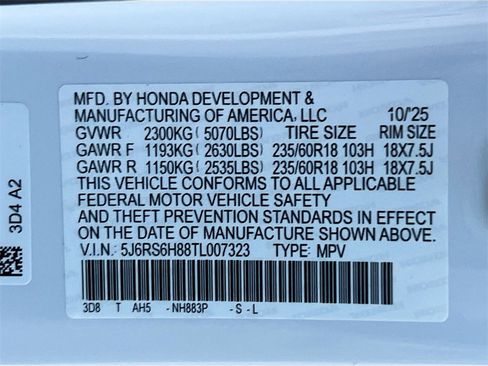 MFD. BY HONDA DEVELOPMENT &
MANUFACTURING OF AMERICA, LLC 10/'25
GVWR 2300KG( 5070LBS) TIRE SIZE RIM SIZE
GAWR F 1193KG( 2630LBS) 235/60R18 103H 18X7.5J
GAWR R 1150KG( 2535LBS) 235/60R18 103H 18X7.5J
THIS VEHICLE CONFORMS TO ALL APPLICABLE
FEDERAL MOTOR VEHICLE SAFETY
AND THEFT PREVENTION STANDARDS IN EFFECT
ON THE DATE OF MANUFACTURE SHOWN ABOVE.
V.I.N: 5J6RS6H88TL007323 TYPE: MPV
3D8 T AH5 - NH883P - S - L
3D4 A2